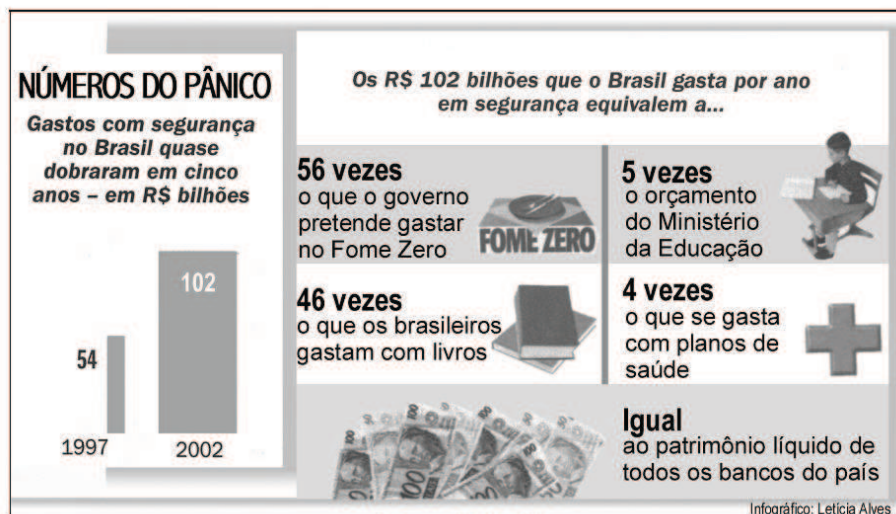 NÚMEROS DO PÂNICO
Gastos com segurança
no Brasil quase
dobraram em cinco
anos – em R$ bilhões
54
102
1997
2002
Os R$ 102 bilhões que o Brasil gasta por ano
em segurança equivalem a...
56 vezes
o que o governo
pretende gastar
no Fome Zero
FOME ZERO
5 vezes
o orçamento
do Ministério
da Educação
46 vezes
o que os brasileiros
gastam com livros
4 vezes
o que se gasta
com planos de
saúde
100
Igual
ao patrimônio líquido de
todos os bancos do país
Infográfico: Letícia Alves